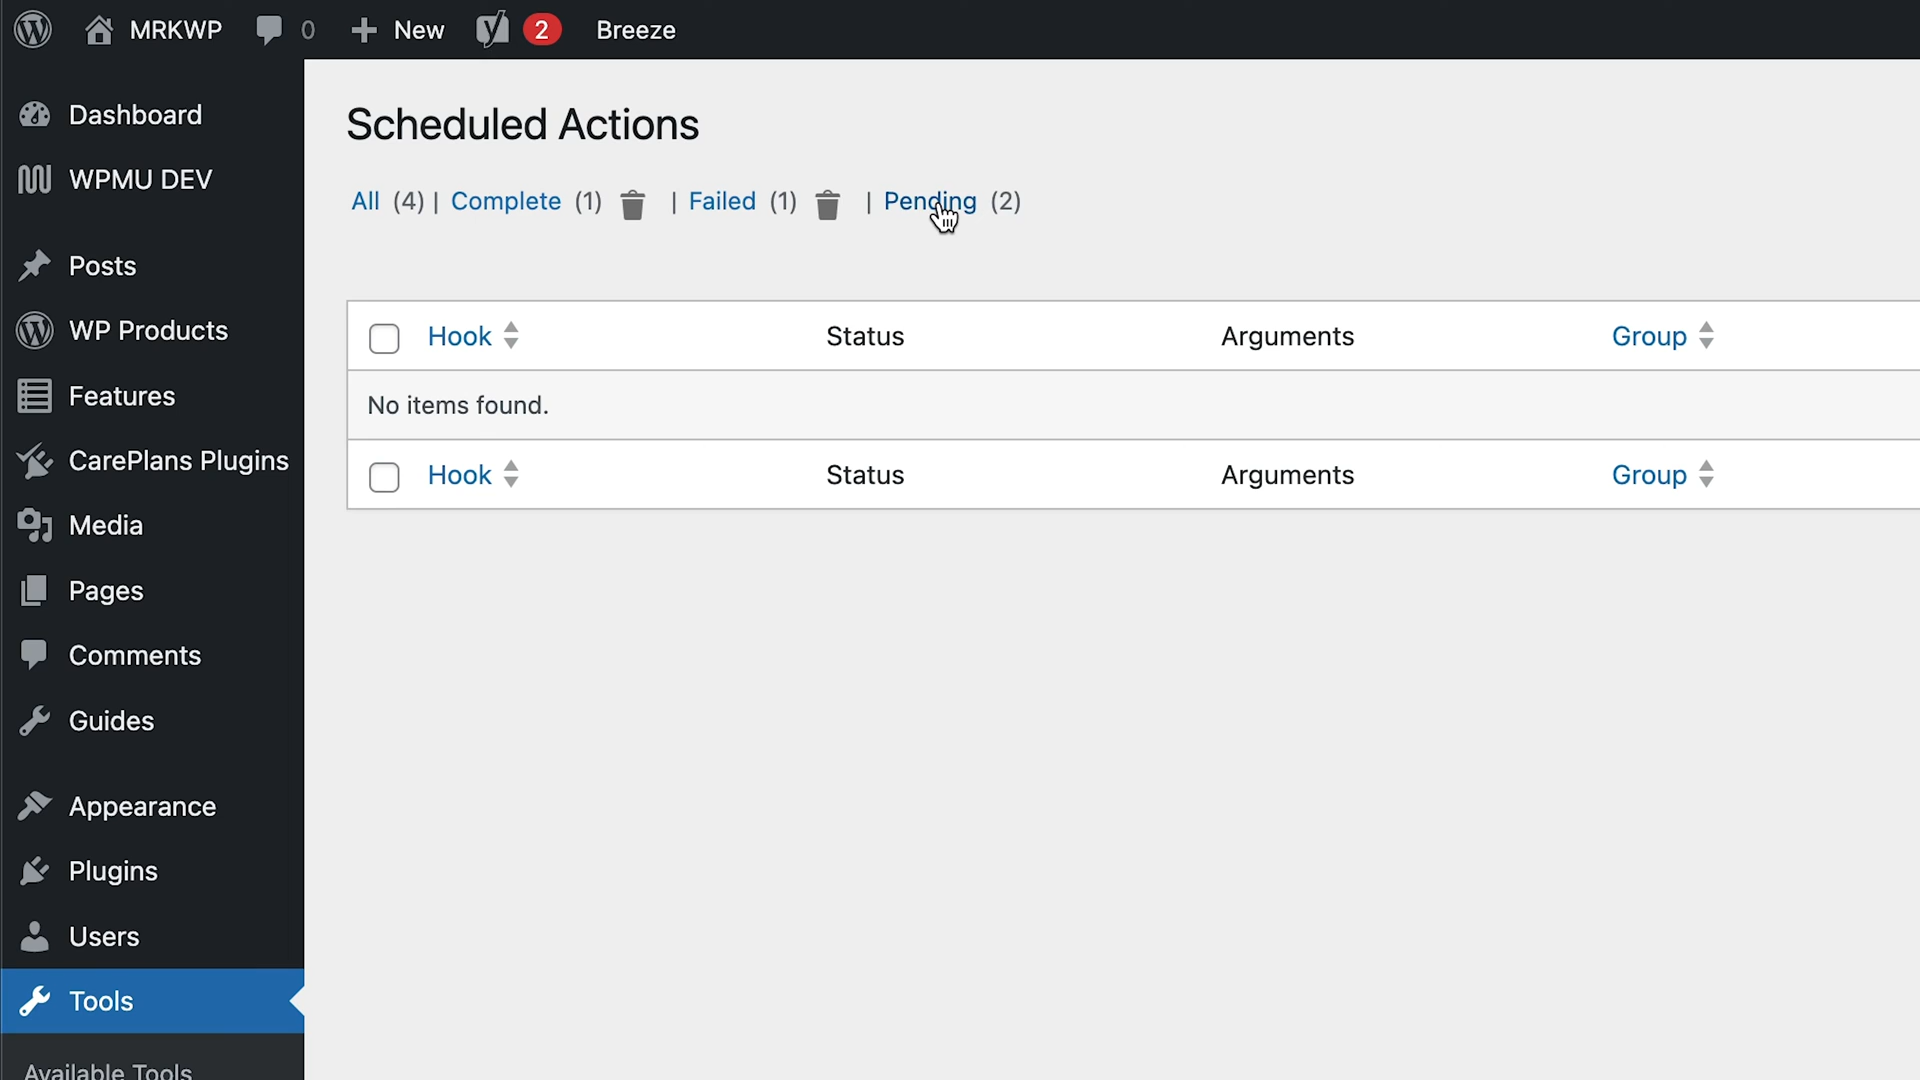 MRKWP 0 New 2 Breeze
Dashboard
WPMU DEV
Posts
WP Products
Features
CarePlans Plugins
Media
Pages
Comments
Guides
Appearance
Plugins
Users
Tools
Available Tools
Scheduled Actions
All (4) | Complete (1) | Failed (1) | Pending (2)
Hook Status Arguments Group
No items found.
Hook Status Arguments Group